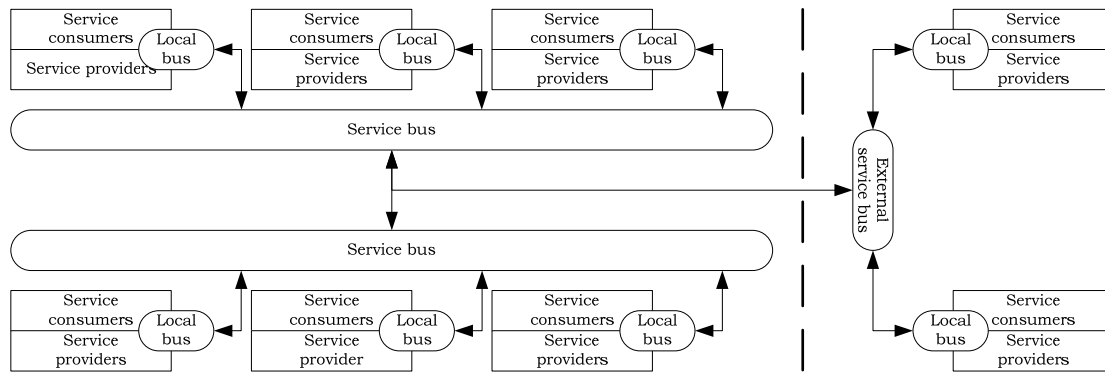 Service
consumers
Service providers
Local
bus
Service
consumers
Service
providers
Local
bus
Service
consumers
Service
providers
Local
bus
Local
bus
Service
consumers
Service
providers
Service bus
External
service bus
Service bus
Service
consumers
Service
providers
Local
bus
Service
consumers
Service
provider
Local
bus
Service
consumers
Service
providers
Local
bus
Local
bus
Service
consumers
Service
providers